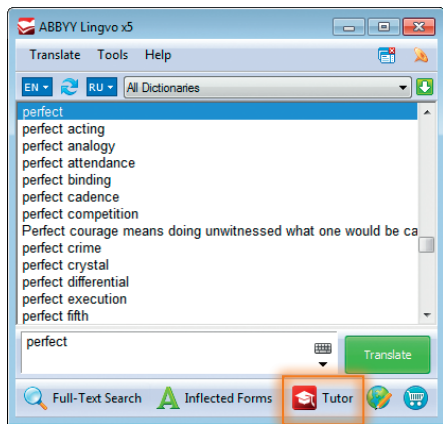 ABBYY Lingvo x5
Translate Tools Help
EN RU All Dictionaries
perfect
perfect acting
perfect analogy
perfect attendance
perfect binding
perfect cadence
perfect competition
Perfect courage means doing unwitnessed what one would be ca
perfect crime
perfect crystal
perfect differential
perfect execution
perfect fifth
perfect
Translate
Full-Text Search A Inflected Forms Tutor